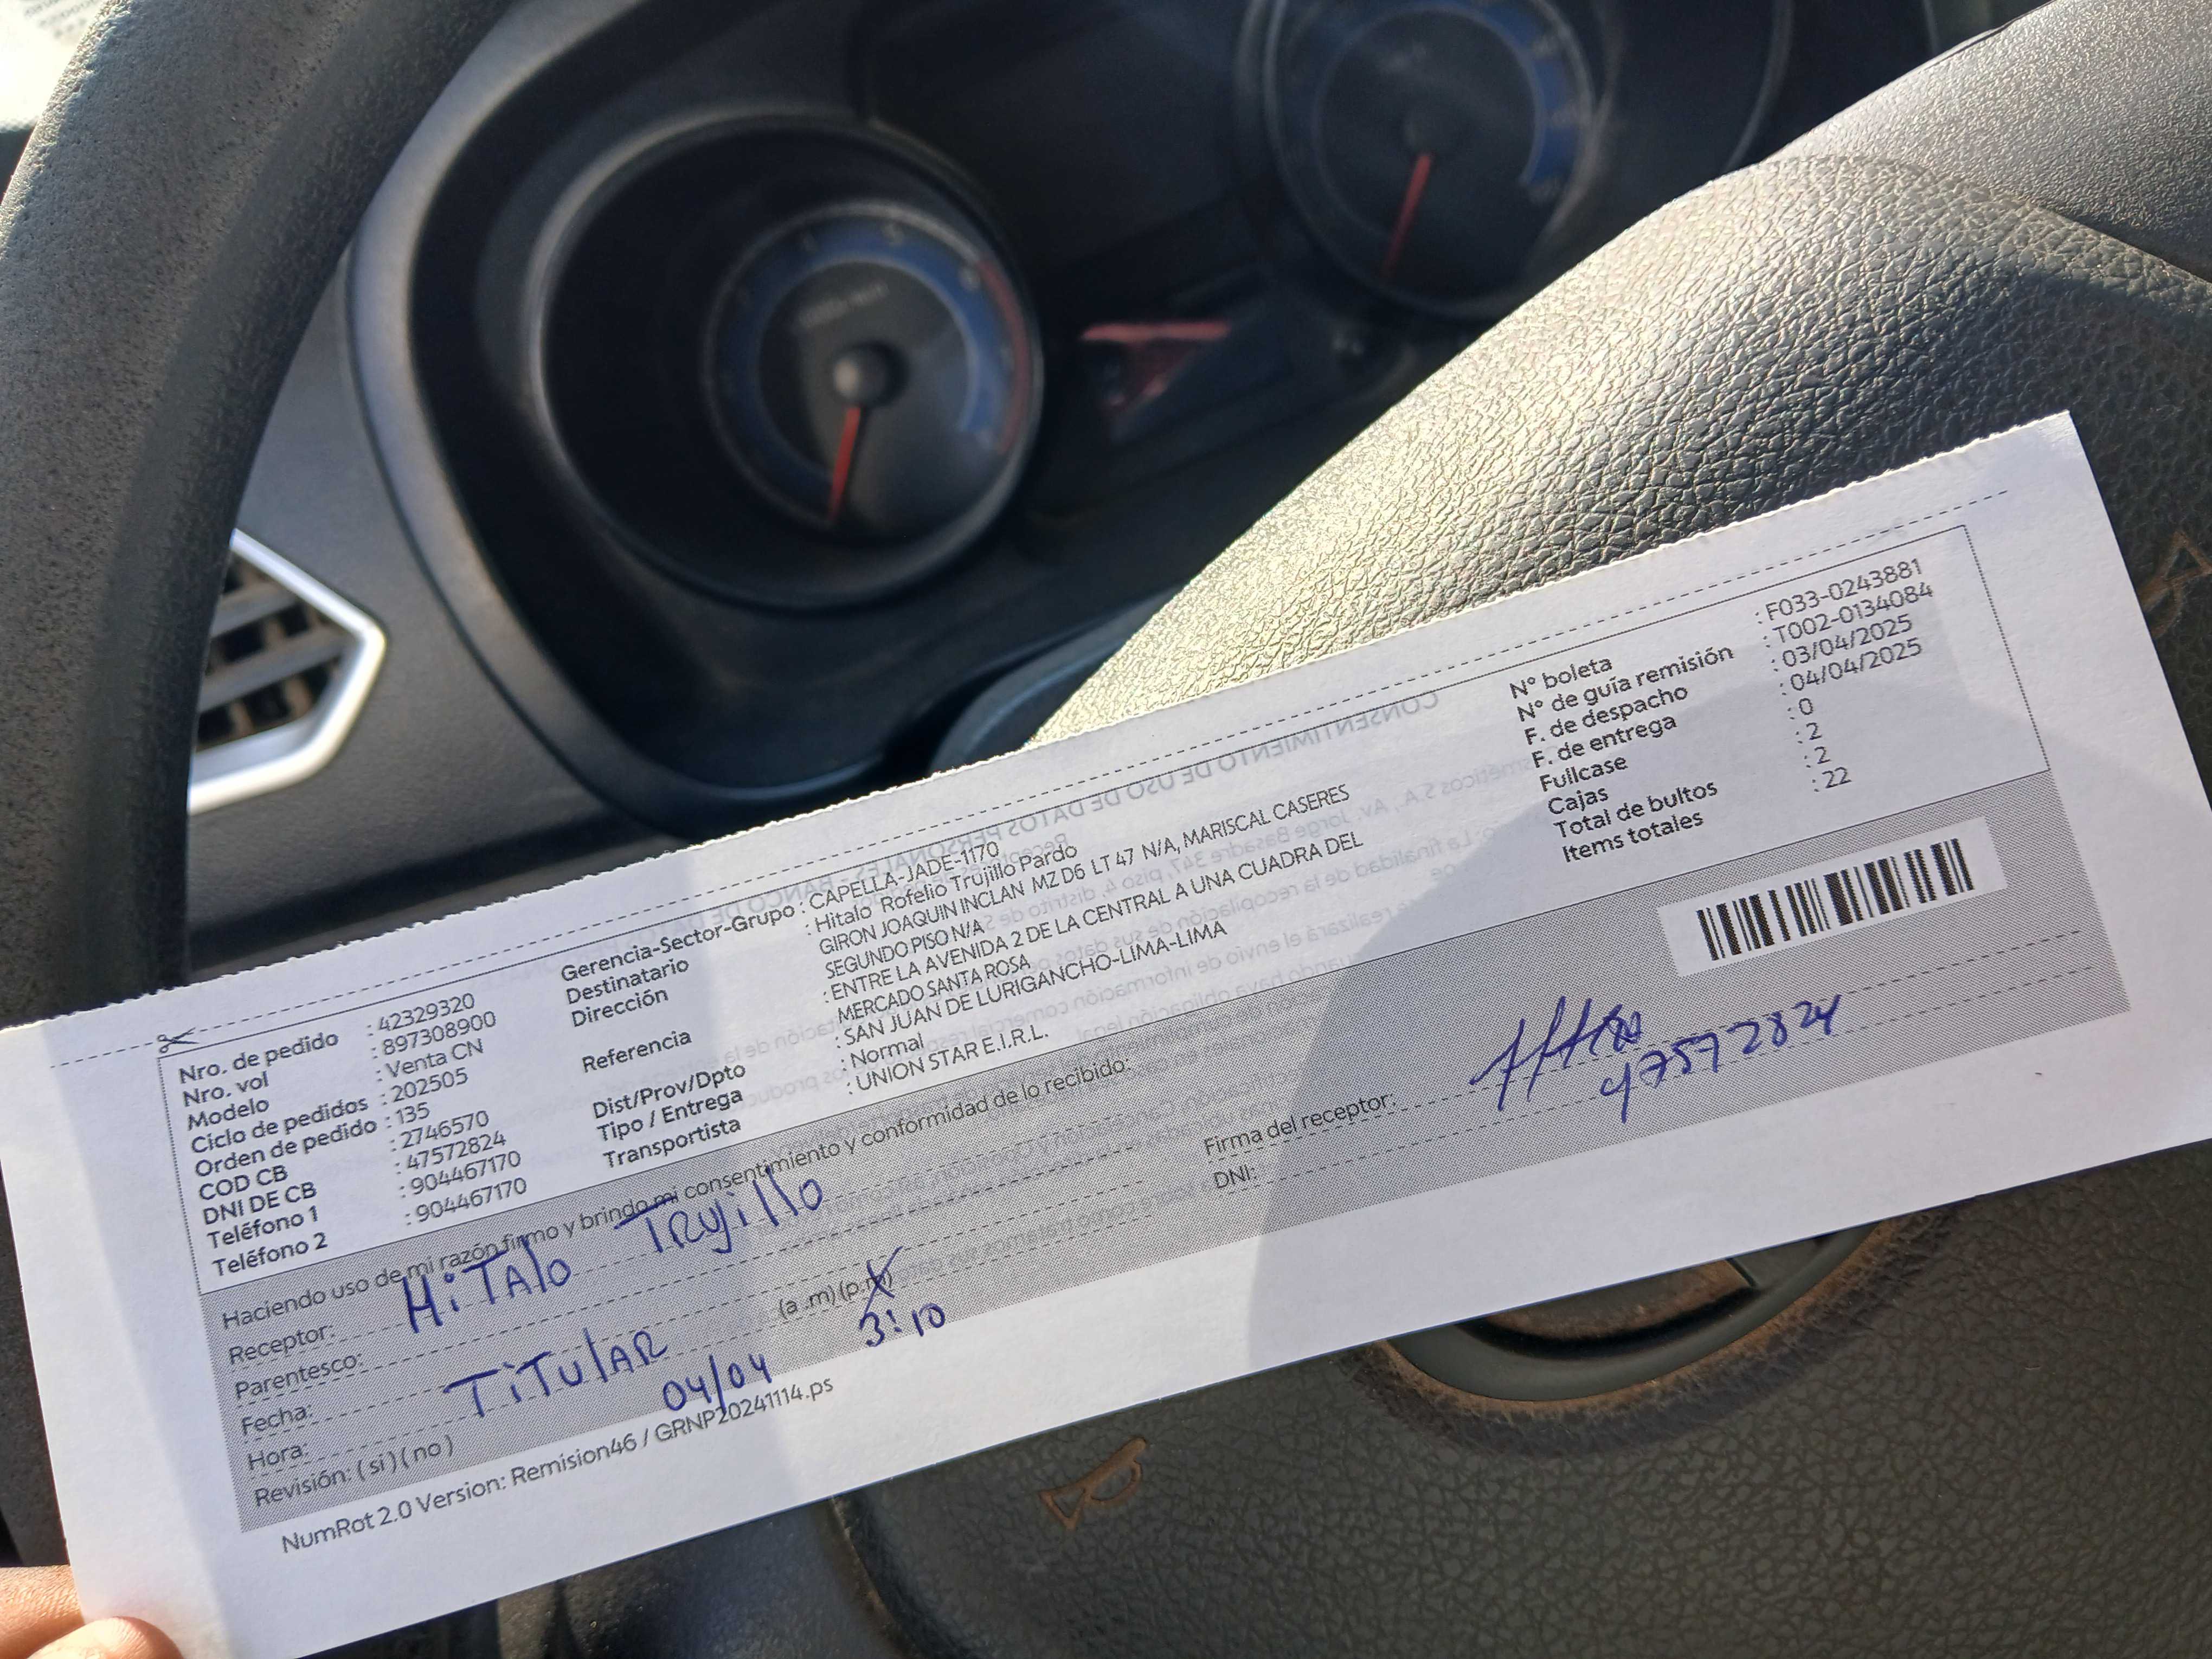 Nro. de pedido : 42329320
Nro. vol : 897308900
Modelo : Venta CN
Ciclo de pedidos : 202505
Orden de pedido : 135
COD CB : 2746570
DNI DE CB : 47572824
Teléfono 1 : 904467170
Teléfono 2 : 904467170
Gerencia-Sector-Grupo : CAPELLA-JADE-1170
Destinatario : Hitalo Rofelio Trujillo Pardo
Dirección GIRON JOAQUIN INCLAN MZ D6 LT 47 N/A, MARISCAL CASERES
SEGUNDO PISO N/A
Referencia : ENTRE LA AVENIDA 2 DE LA CENTRAL A UNA CUADRA DEL
MERCADO SANTA ROSA
Dist/Prov/Dpto : SAN JUAN DE LURIGANCHO-LIMA-LIMA
Tipo / Entrega : Normal
Transportista : UNION STAR E.I.R.L.
N° boleta : F033-0243881
N° de guía remisión : T002-0134084
F. de despacho : 03/04/2025
F. de entrega : 04/04/2025
Fullcase : 0
Cajas : 2
Total de bultos : 2
Items totales : 22
Haciendo uso de mi razón firmo y brindo mi consentimiento y conformidad de lo recibido:
Receptor: HiTAlo TRujillo
Parentesco: TiTulAR
Fecha: 04/04
Hora: (a .m) (p.m) 3:10
Revisión: ( si ) ( no )
Firma del receptor:
DNI: 47572824
NumRot 2.0 Version: Remision46 / GRNP20241114.ps